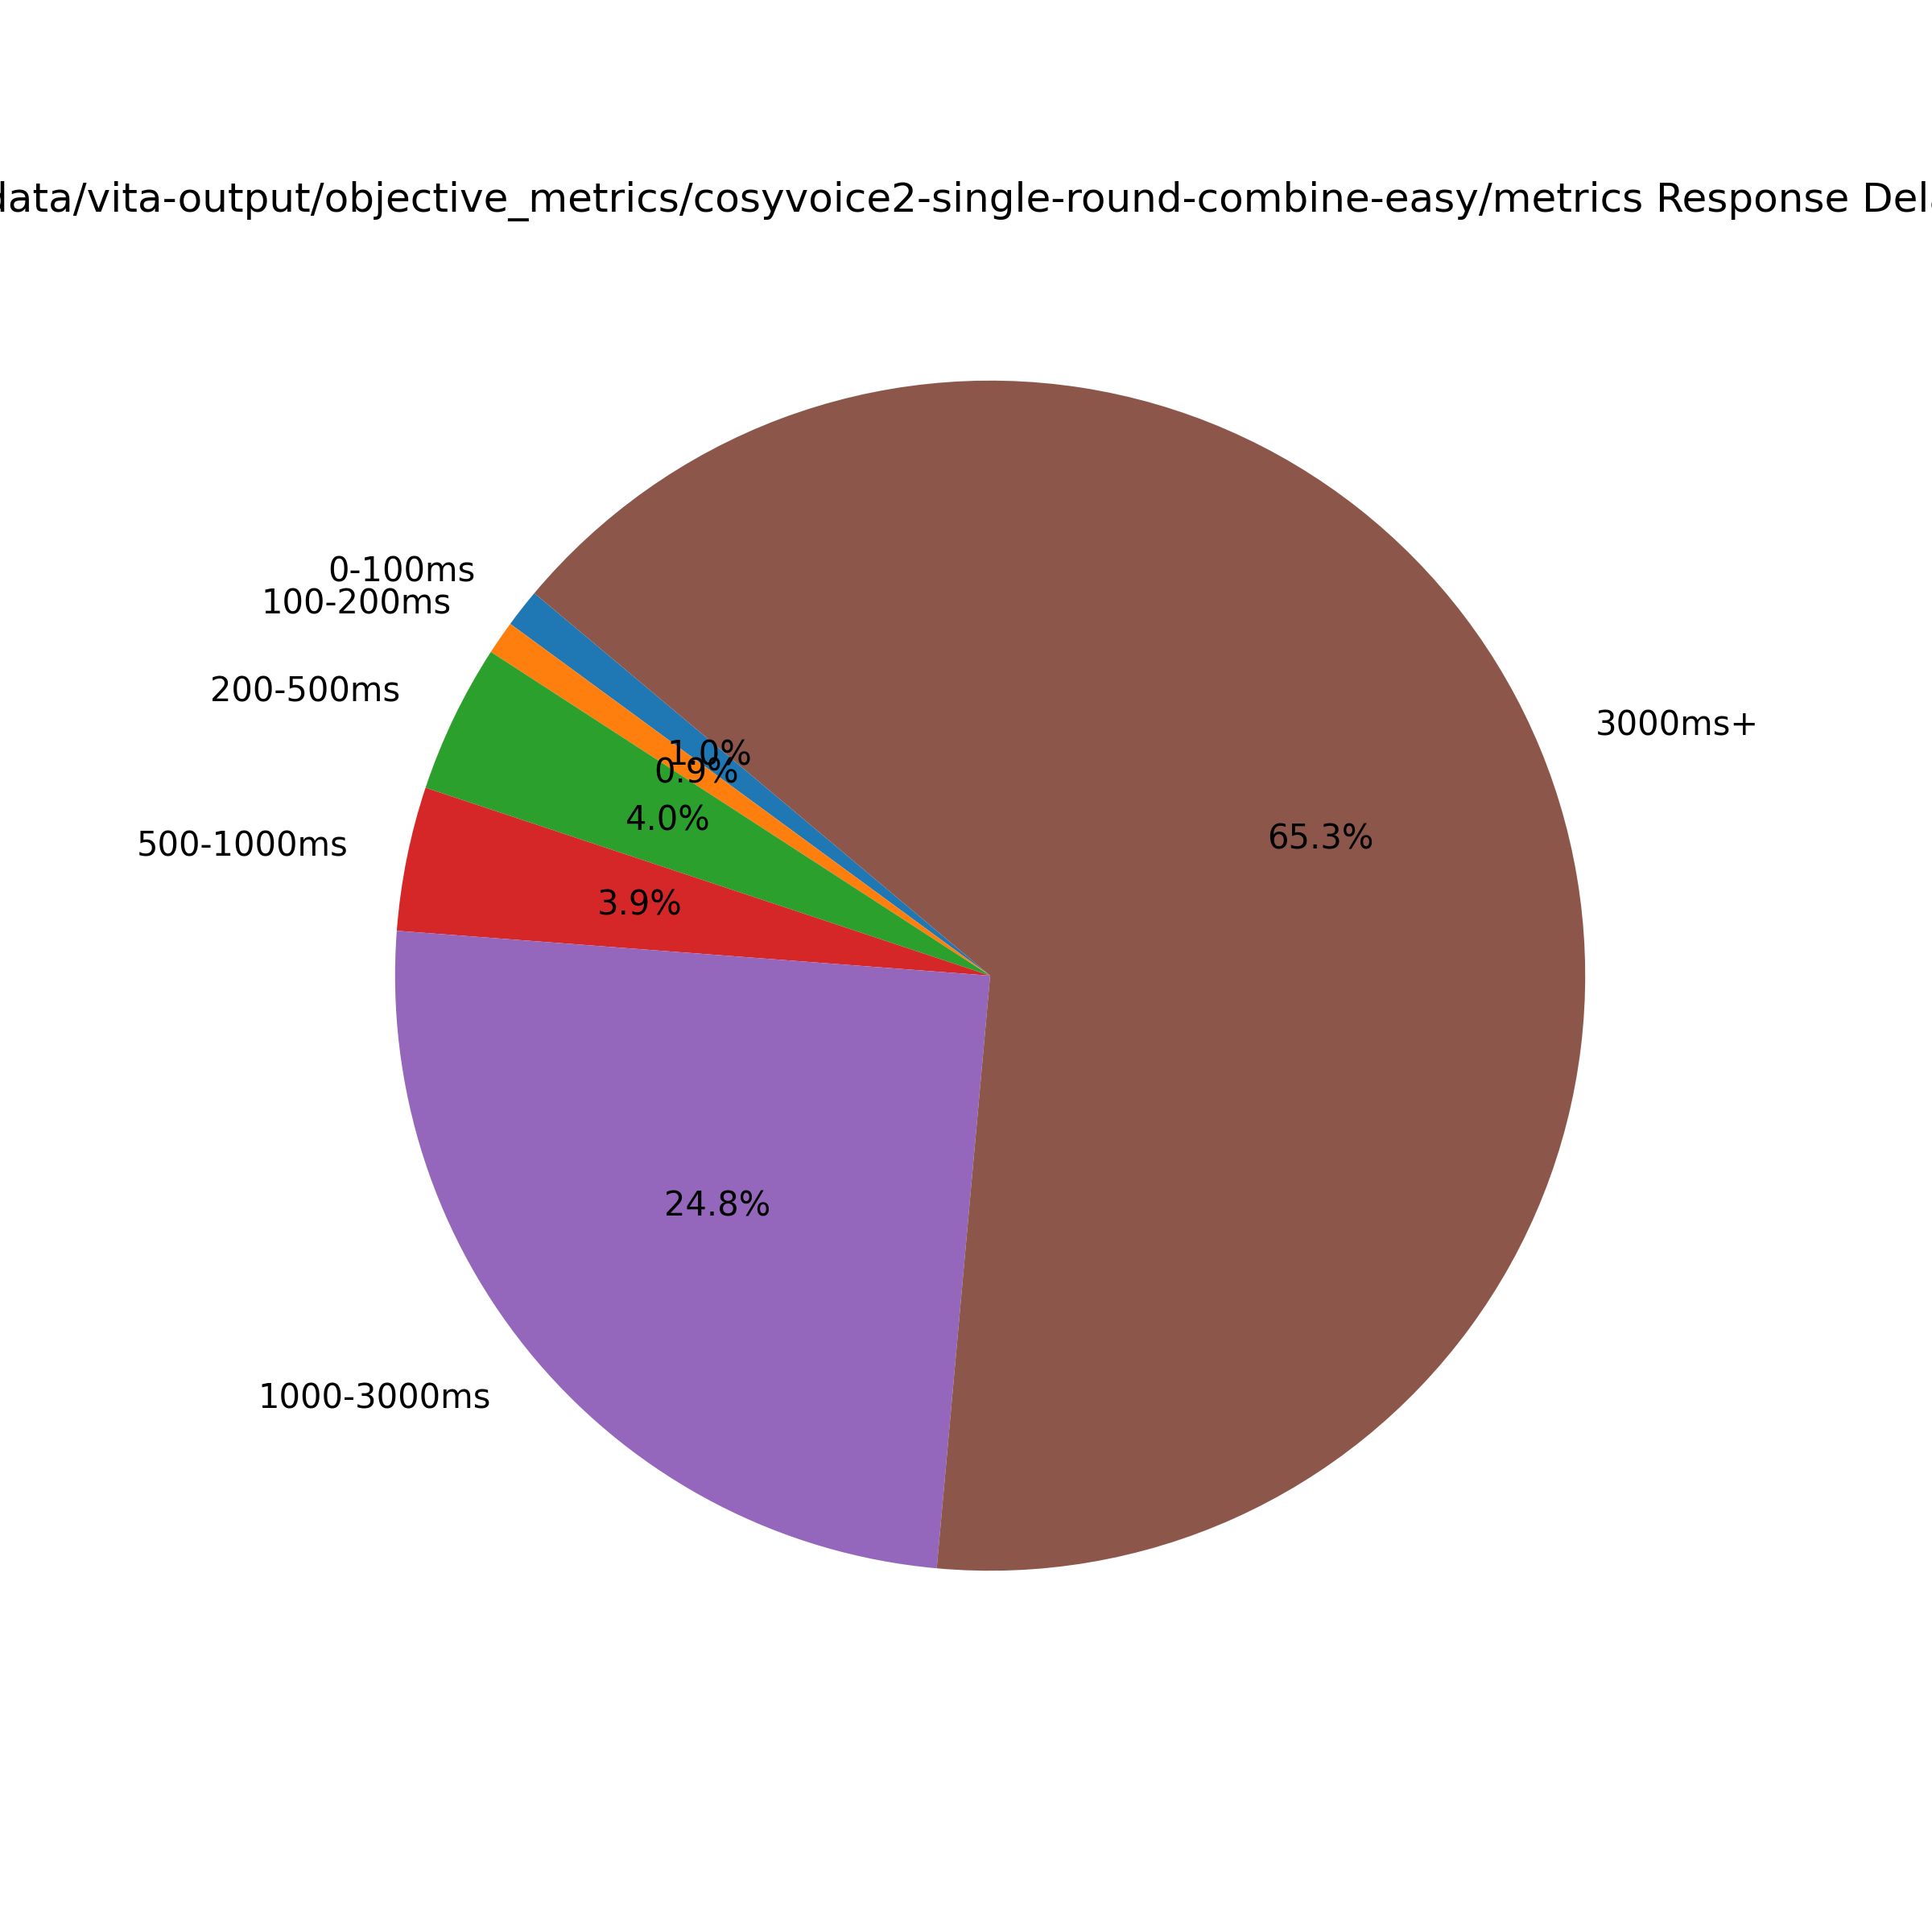 data/vita-output/objective_metrics/cosyvoice2-single-round-combine-easy/metrics Response Del
0-100ms
100-200ms
200-500ms
500-1000ms
1000-3000ms
3000ms+
1.0%
0.9%
4.0%
3.9%
24.8%
65.3%